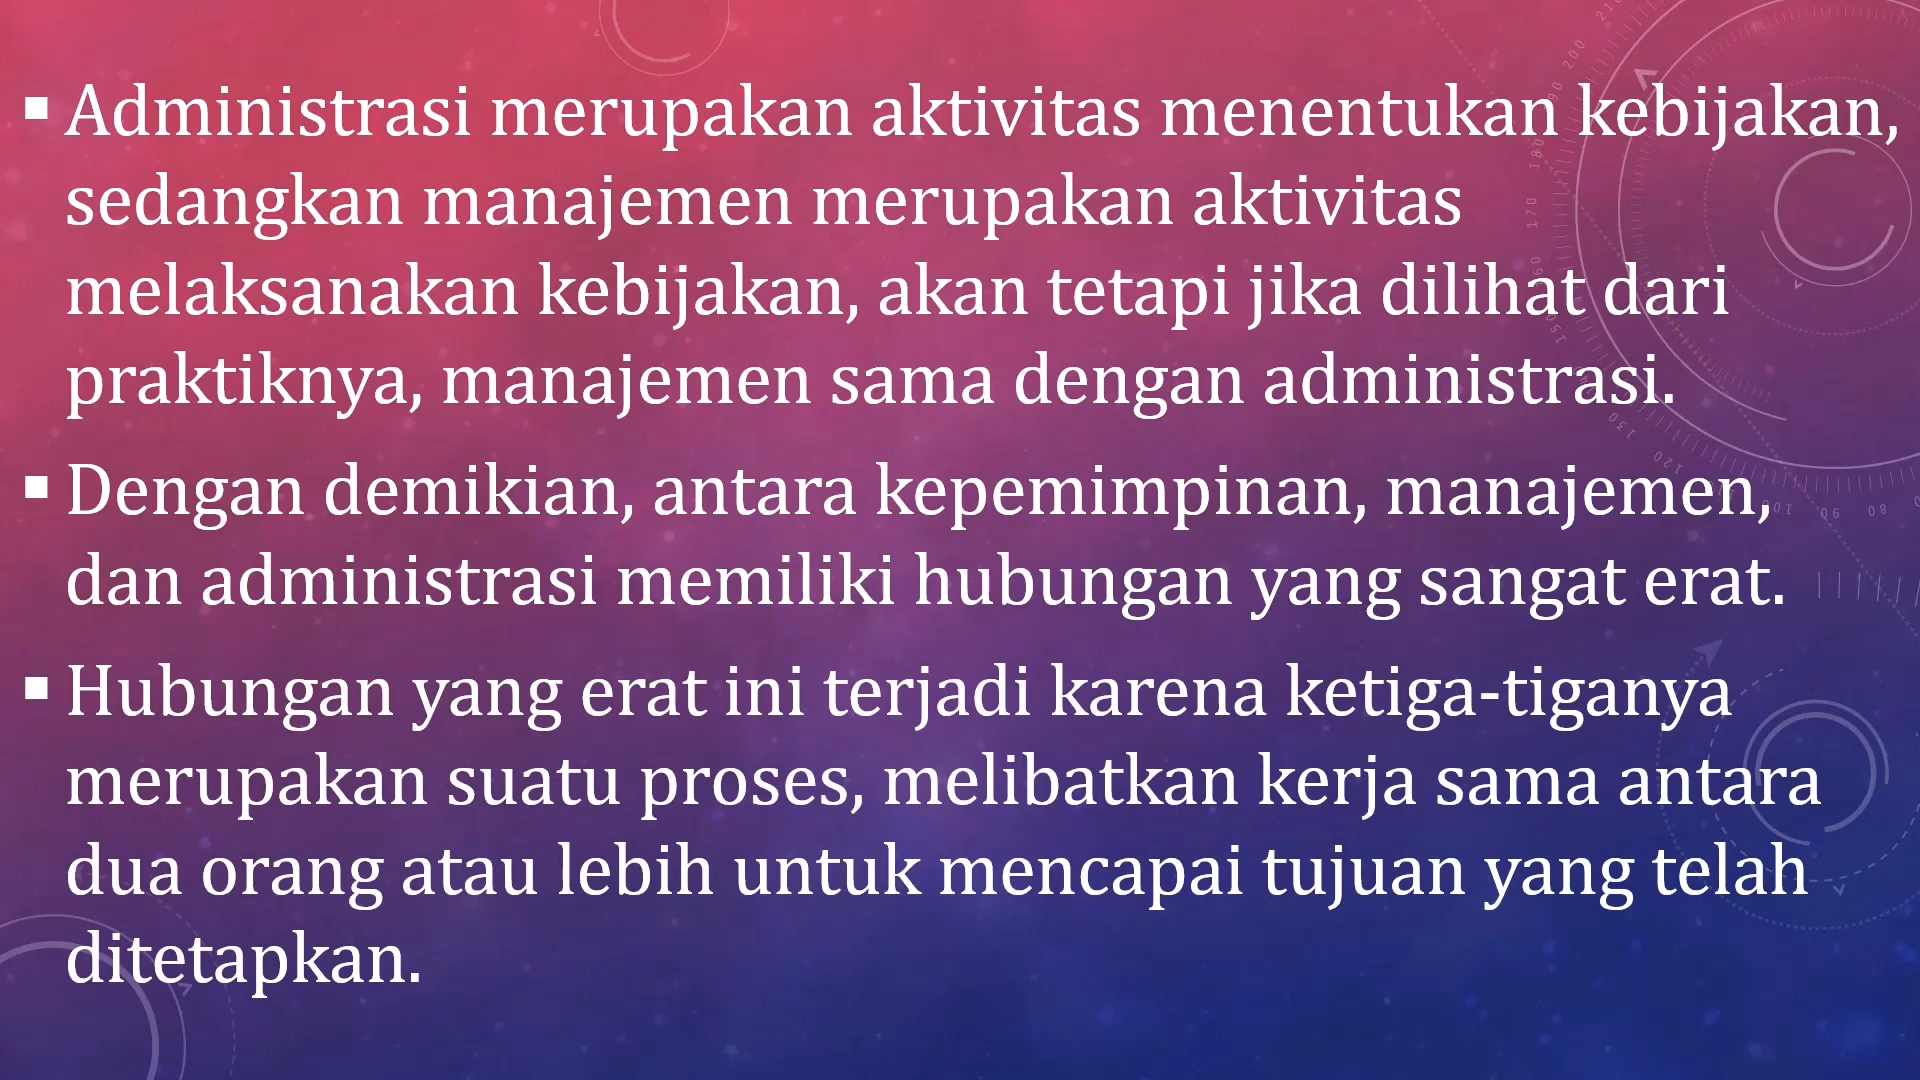 ▪ Administrasi merupakan aktivitas menentukan kebijakan,
sedangkan manajemen merupakan aktivitas
melaksanakan kebijakan, akan tetapi jika dilihat dari
praktiknya, manajemen sama dengan administrasi.
▪ Dengan demikian, antara kepemimpinan, manajemen,
dan administrasi memiliki hubungan yang sangat erat.
▪ Hubungan yang erat ini terjadi karena ketiga-tiganya
merupakan suatu proses, melibatkan kerja sama antara
dua orang atau lebih untuk mencapai tujuan yang telah
ditetapkan.